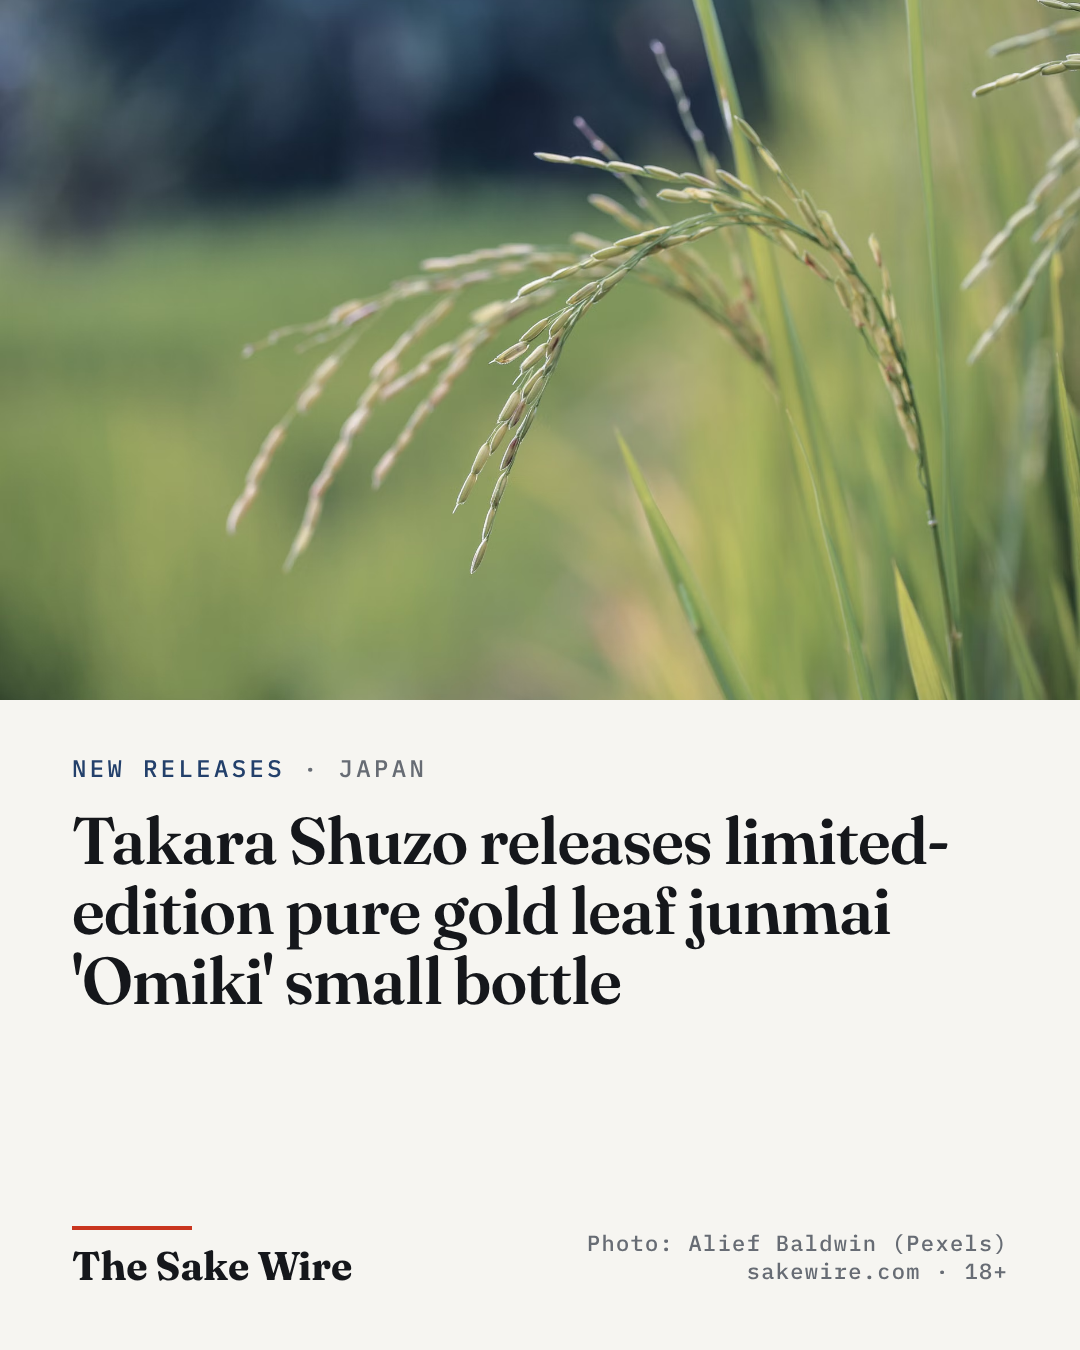 NEW RELEASES · JAPAN
Takara Shuzo releases limited-
edition pure gold leaf junmai
'Omiki' small bottle
The Sake Wire
Photo: Alief Baldwin (Pexels)
sakewire.com · 18+